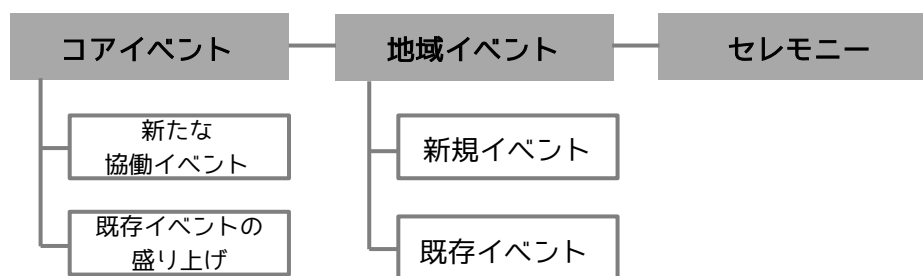 コアイベント
地域イベント
セレモニー
新たな
協働イベント
既存イベントの
盛り上げ
新規イベント
既存イベント